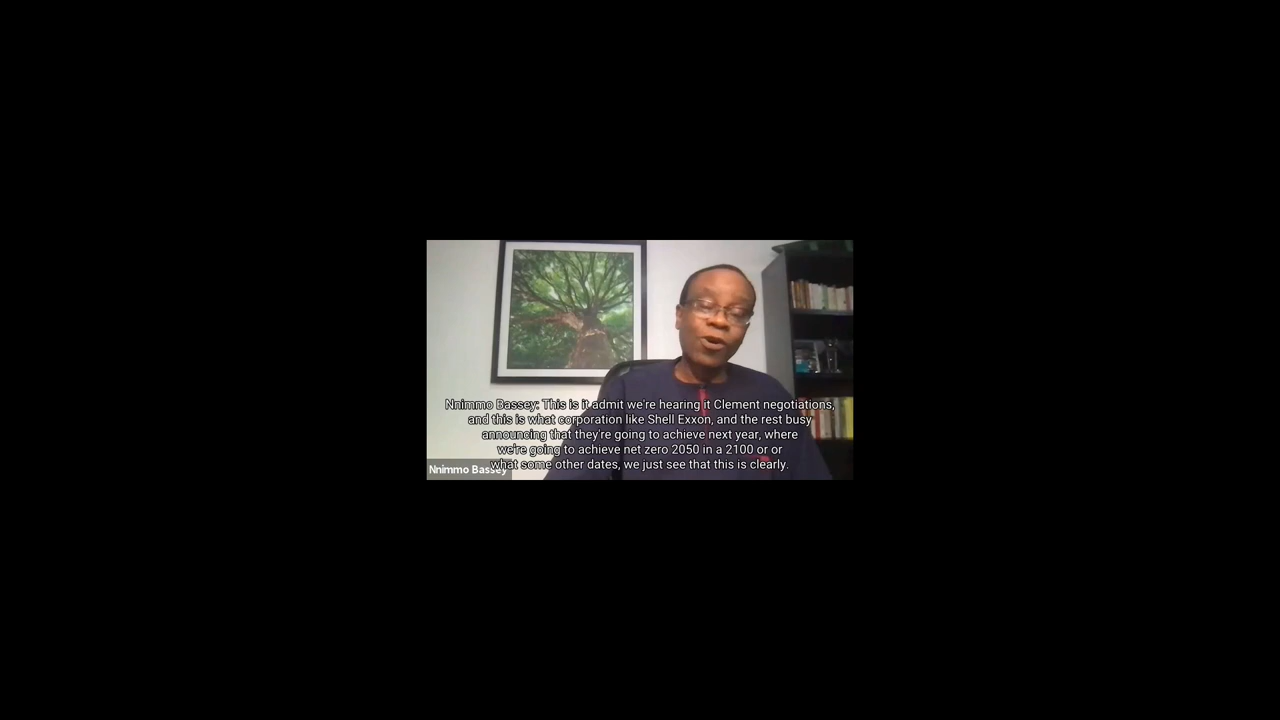 Nnimmo Bassey: This is it admit we're hearing it Clement negotiations,
and this is what corporation like Shell Exxon, and the rest busy
announcing that they're going to achieve next year, where
we're going to achieve net zero 2050 in a 2100 or or
what some other dates, we just see that this is clearly.
Nnimmo Bassey